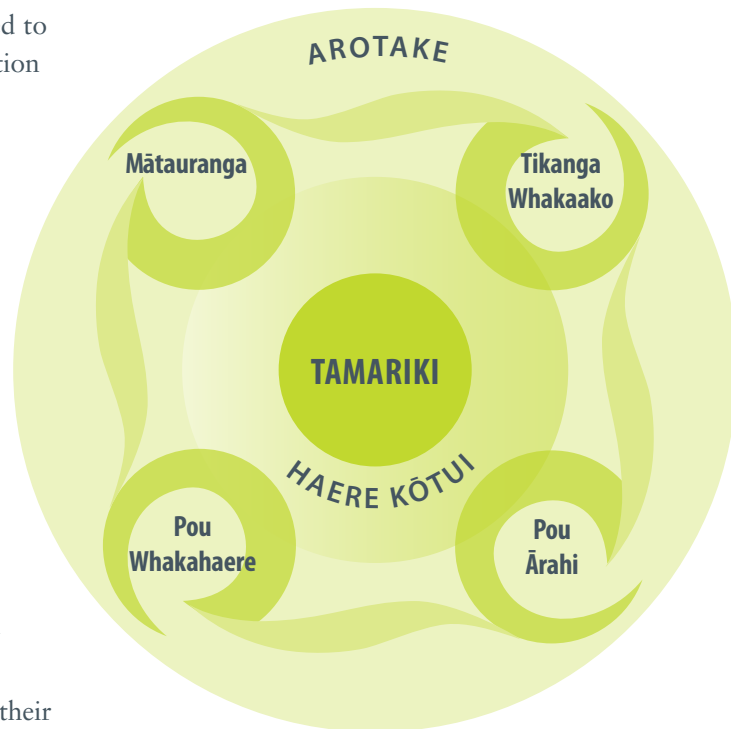 d to
tion
AROTAKE
Mātauranga
Tikanga
Whakaako
TAMARIKI
HAERE KŌTUI
Pou
Whakahaere
Pou
Ārahi
their